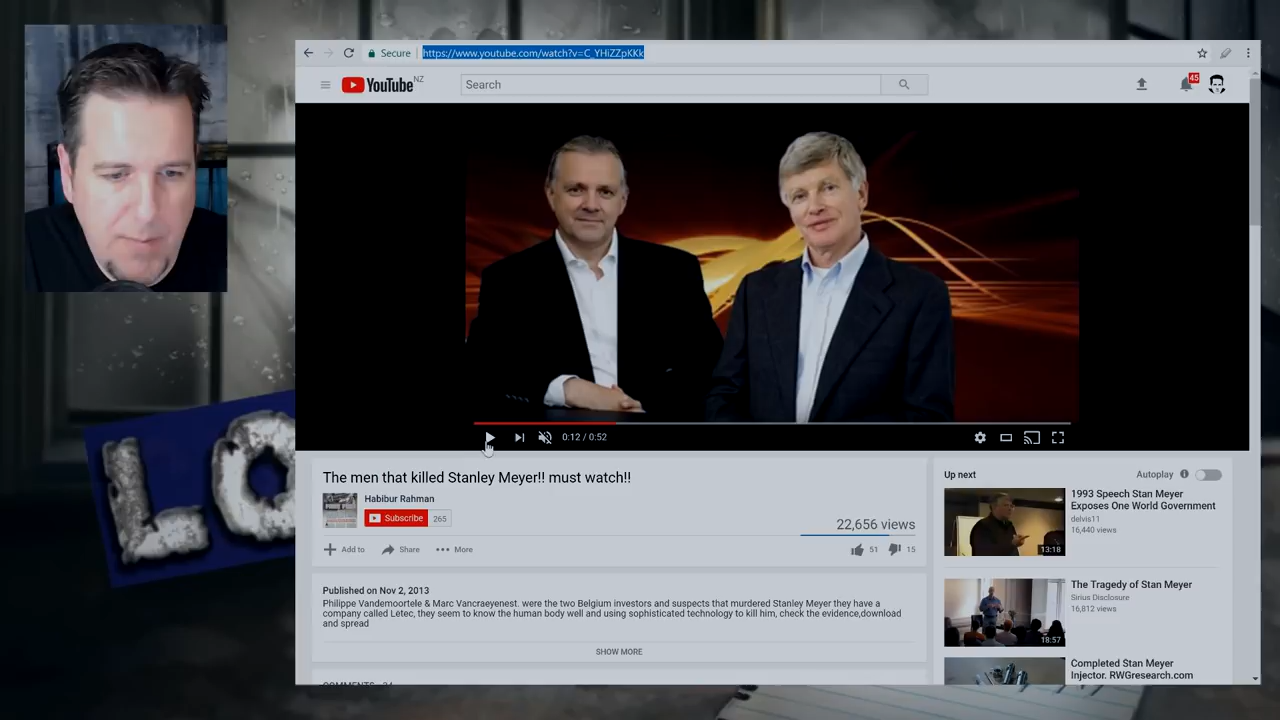 Secure
https://www.youtube.com/watch?v=C_YHiZZpKKk
YouTube NZ
Search
45
0:12 / 0:52
LO
The men that killed Stanley Meyer!! must watch!!
Habibur Rahman
Subscribe 265
22,656 views
Add to Share More
51 15
Published on Nov 2, 2013
Philippe Vandemoortele & Marc Vancraeyenest. were the two Belgium investors and suspects that murdered Stanley Meyer they have a
company called Letec, they seem to know the human body well and using sophisticated technology to kill him, check the evidence,download
and spread
SHOW MORE
Up next
Autoplay
1993 Speech Stan Meyer
Exposes One World Government
delvis11
16,440 views
13:18
The Tragedy of Stan Meyer
Sirius Disclosure
16,812 views
18:57
Completed Stan Meyer
Injector. RWGresearch.com